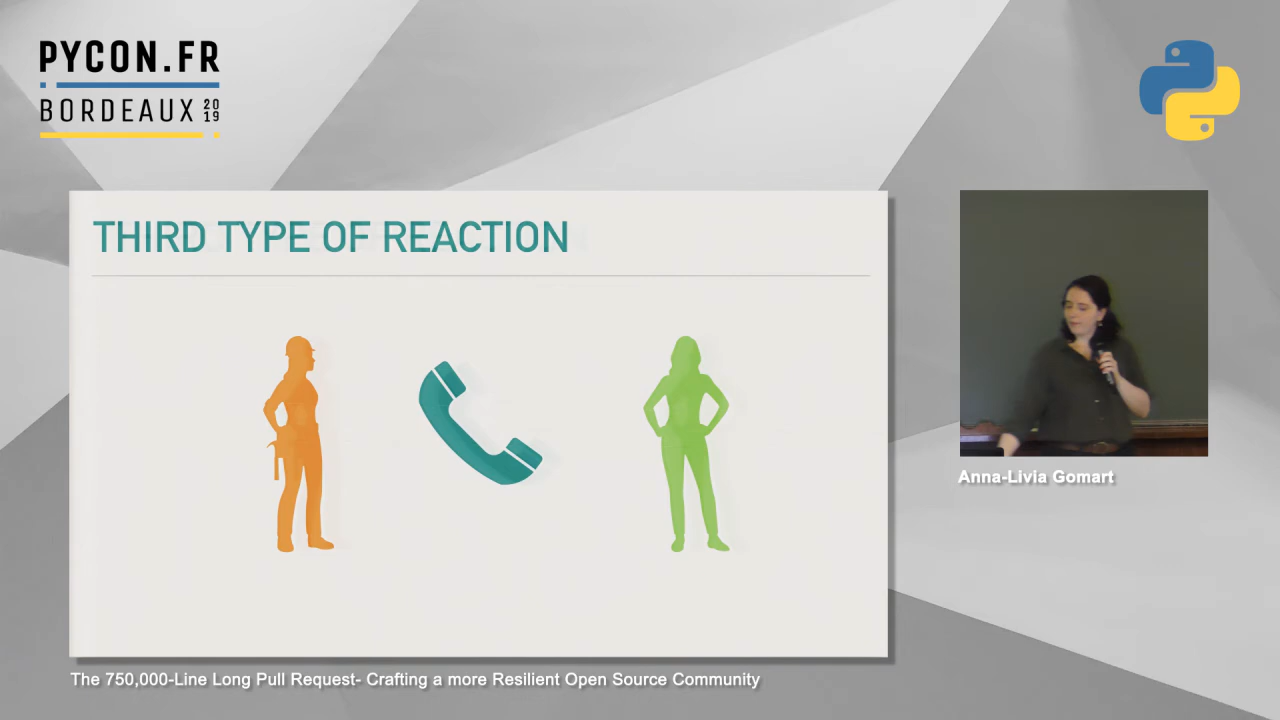 PYCON.FR
BORDEAUX 2019
THIRD TYPE OF REACTION
Anna-Livia Gomart
The 750,000-Line Long Pull Request- Crafting a more Resilient Open Source Community